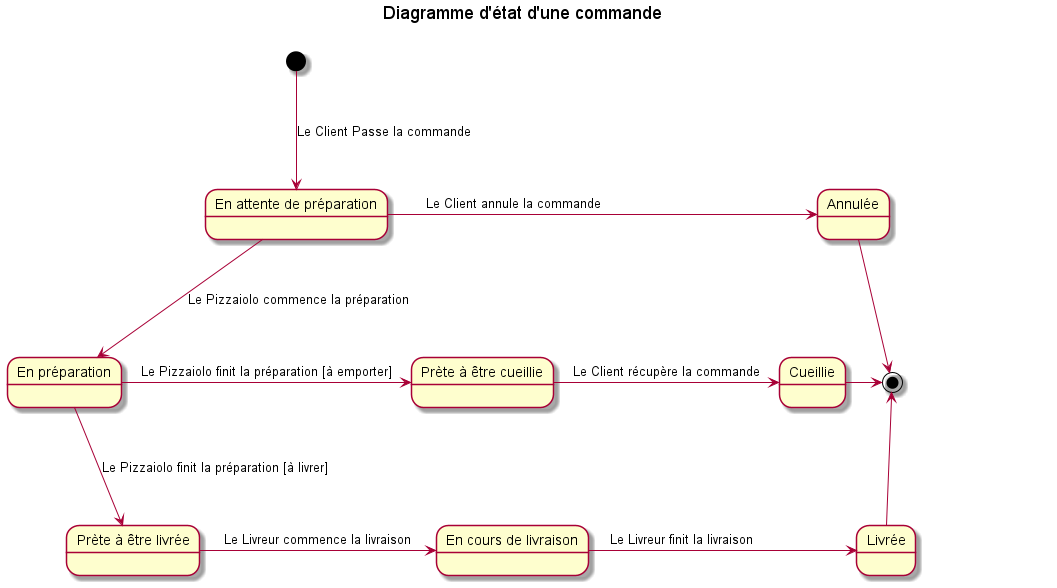 Diagramme d'état d'une commande
Le Client Passe la commande
En attente de préparation
Le Client annule la commande
Annulée
Le Pizzaiolo commence la préparation
En préparation
Le Pizzaiolo finit la préparation [à emporter]
Prète à être cueillie
Le Client récupère la commande
Cueillie
Le Pizzaiolo finit la préparation [à livrer]
Prète à être livrée
Le Livreur commence la livraison
En cours de livraison
Le Livreur finit la livraison
Livrée